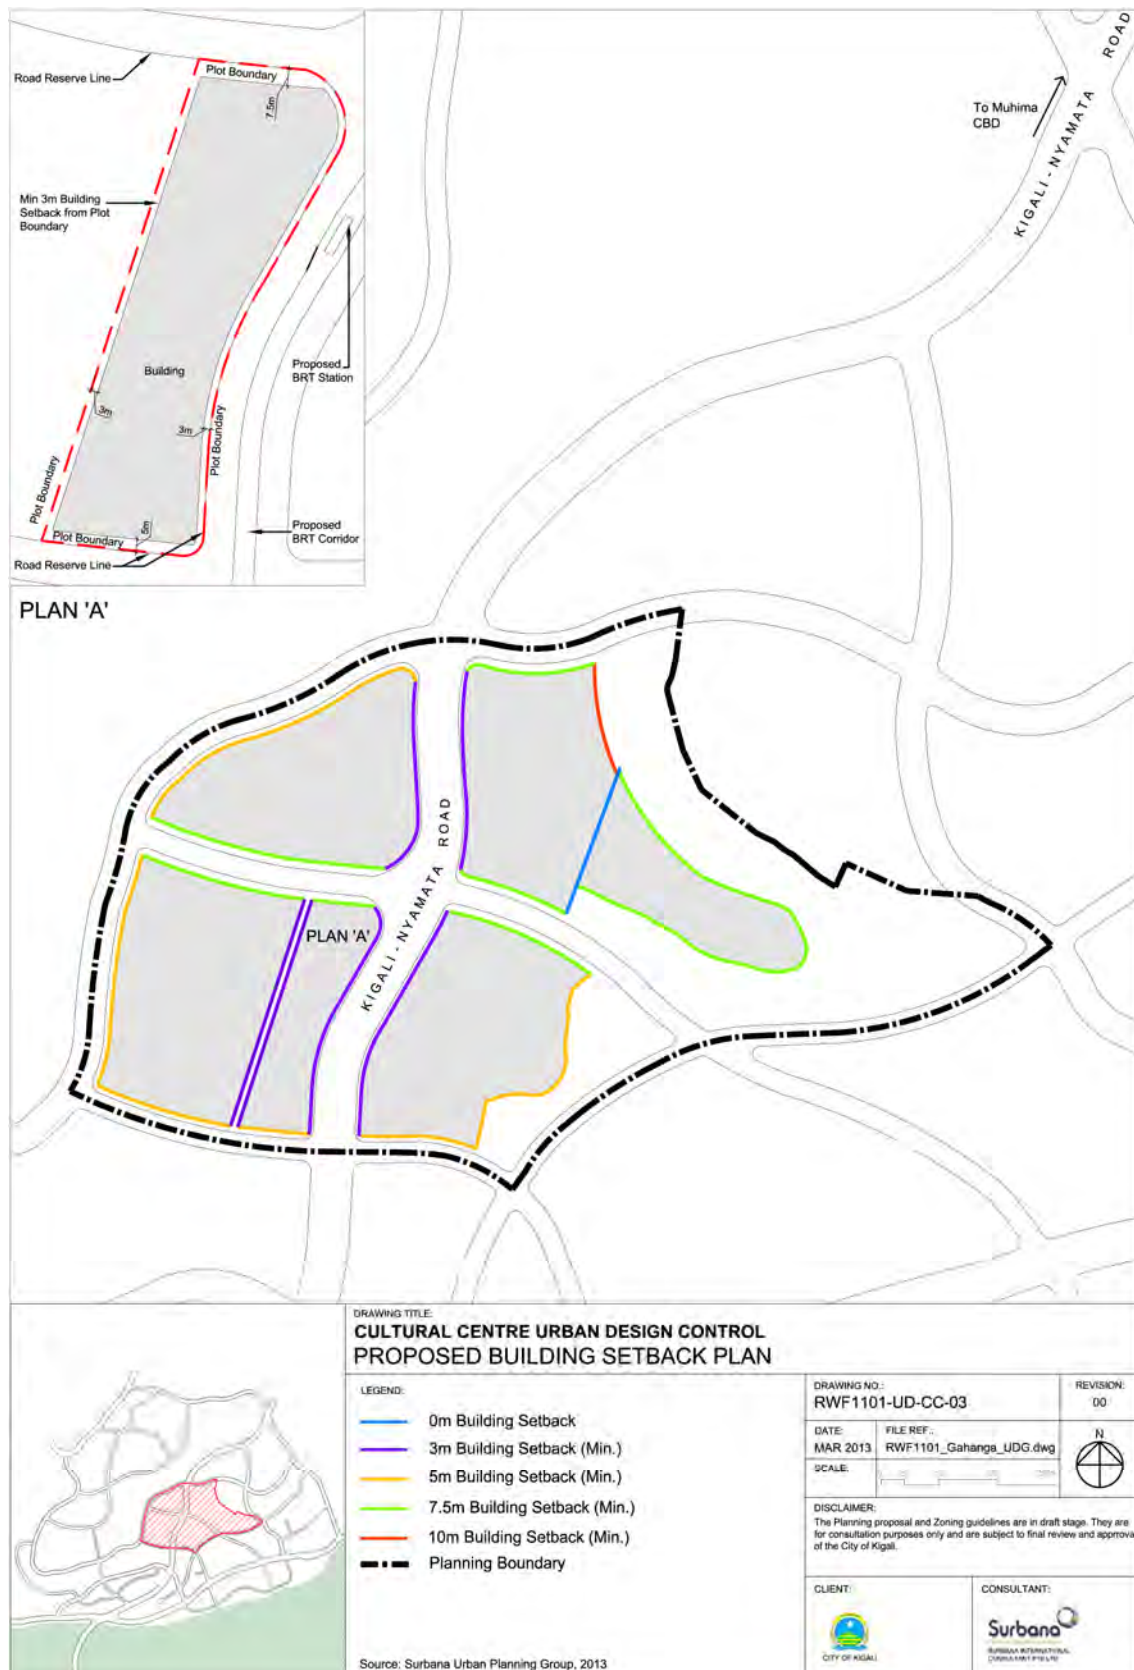 Road Reserve Line
Plot Boundary
7.5m
Min 3m Building
Setback from Plot
Boundary
Building
Proposed
BRT Station
3m
3m
Plot Boundary
Plot Boundary
5m
Plot Boundary
Proposed
BRT Corridor
Road Reserve Line
PLAN 'A'
To Muhima
CBD
KIGALI - NYAMATA ROAD
PLAN 'A'
KIGALI - NYAMATA ROAD
DRAWING TITLE:
CULTURAL CENTRE URBAN DESIGN CONTROL
PROPOSED BUILDING SETBACK PLAN
LEGEND:
0m Building Setback
3m Building Setback (Min.)
5m Building Setback (Min.)
7.5m Building Setback (Min.)
10m Building Setback (Min.)
Planning Boundary
Source: Surbana Urban Planning Group, 2013
DRAWING NO.:
RWF1101-UD-CC-03
REVISION:
00
DATE:
MAR 2013
FILE REF.:
RWF1101_Gahanga_UDG.dwg
SCALE:
N
DISCLAIMER:
The Planning proposal and Zoning guidelines are in draft stage. They are
for consultation purposes only and are subject to final review and approva
of the City of Kigali.
CLIENT:
CITY OF KIGALI
CONSULTANT:
Surbana
SURBANA INTERNATIONAL
CONSULTANTS PTE LTD